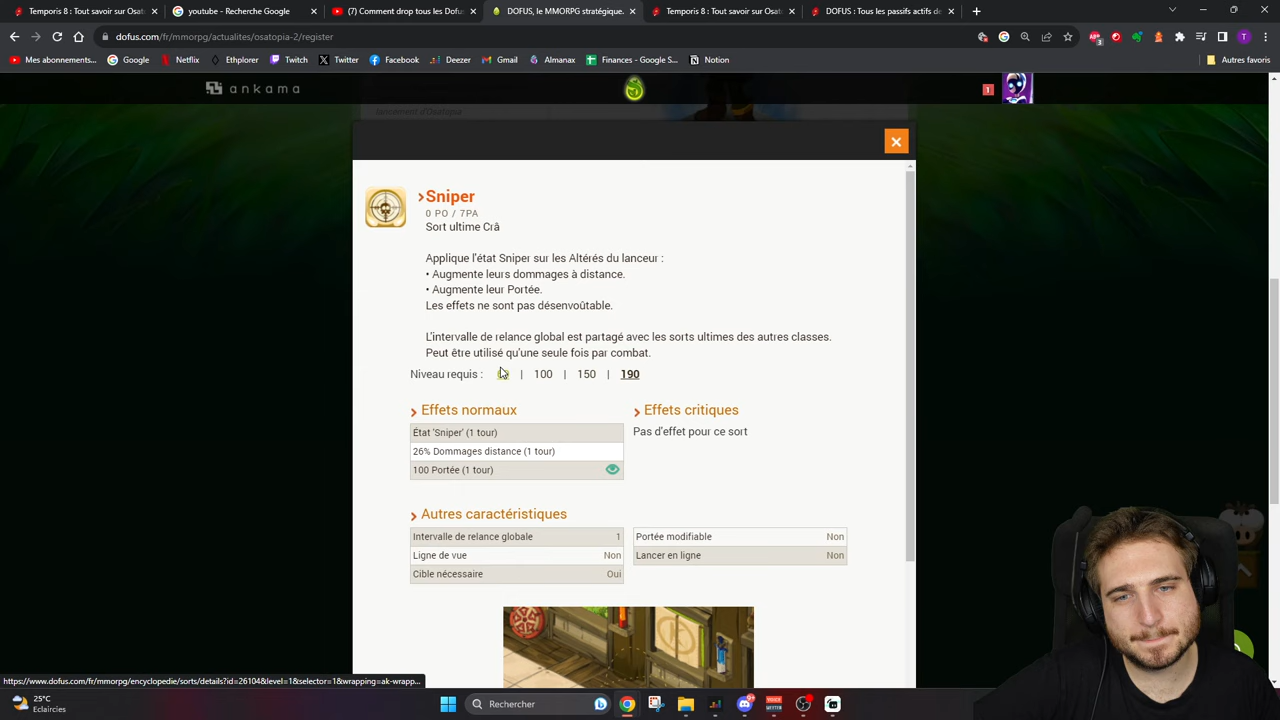 Temporis 8 : Tout savoir sur Osat
youtube - Recherche Google
(7) Comment drop tous les Dofus
DOFUS, le MMORPG stratégique.
Temporis 8 : Tout savoir sur Osat
DOFUS : Tous les passifs actifs de
dofus.com/fr/mmorpg/actualites/osatopia-2/register
Mes abonnements...
Google
Netflix
Ethplorer
Twitch
Twitter
Facebook
Deezer
Gmail
Almanax
Finances - Google S...
Notion
Autres favoris
ankama
1
lancement d'Osatopia
Sniper
0 PO / 7PA
Sort ultime Crâ
Applique l'état Sniper sur les Altérés du lanceur :
• Augmente leurs dommages à distance.
• Augmente leur Portée.
Les effets ne sont pas désenvoûtable.
L'intervalle de relance global est partagé avec les sorts ultimes des autres classes.
Peut être utilisé qu'une seule fois par combat.
Niveau requis : | 100 | 150 | 190
Effets normaux
État 'Sniper' (1 tour)
26% Dommages distance (1 tour)
100 Portée (1 tour)
Effets critiques
Pas d'effet pour ce sort
Autres caractéristiques
Intervalle de relance globale 1
Ligne de vue Non
Cible nécessaire Oui
Portée modifiable Non
Lancer en ligne Non
https://www.dofus.com/fr/mmorpg/encyclopedie/sorts/details?id=26104&level=1&selector=1&wrapping=ak-wrapp...
25°C
Eclaircies
Rechercher